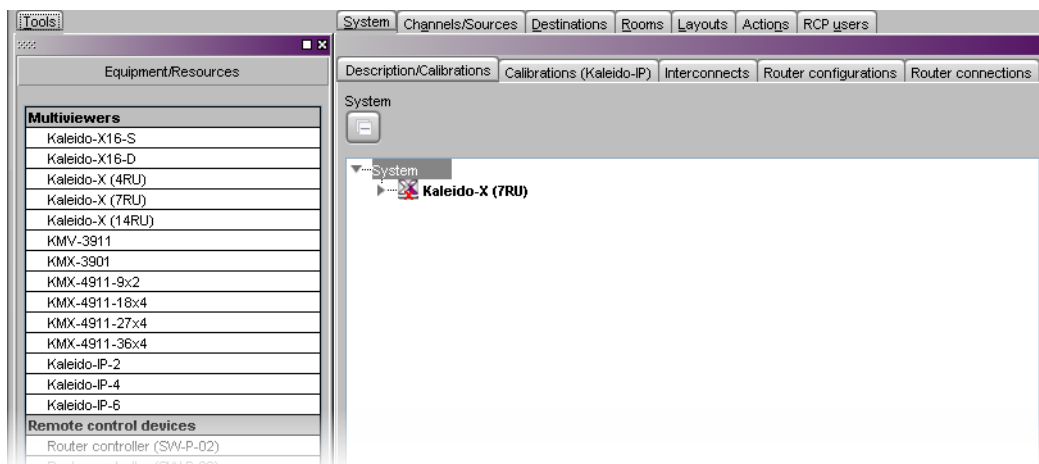 Tools
System Channels/Sources Destinations Rooms Layouts Actions RCP users
Equipment/Resources
Description/Calibrations Calibrations (Kaleido-IP) Interconnects Router configurations Router connections
System
Multiviewers
Kaleido-X16-S
Kaleido-X16-D
Kaleido-X (4RU)
Kaleido-X (7RU)
Kaleido-X (14RU)
KMV-3911
KMX-3901
KMX-4911-9x2
KMX-4911-18x4
KMX-4911-27x4
KMX-4911-36x4
Kaleido-IP-2
Kaleido-IP-4
Kaleido-IP-6
Remote control devices
Router controller (SW-P-02)
System
Kaleido-X (7RU)